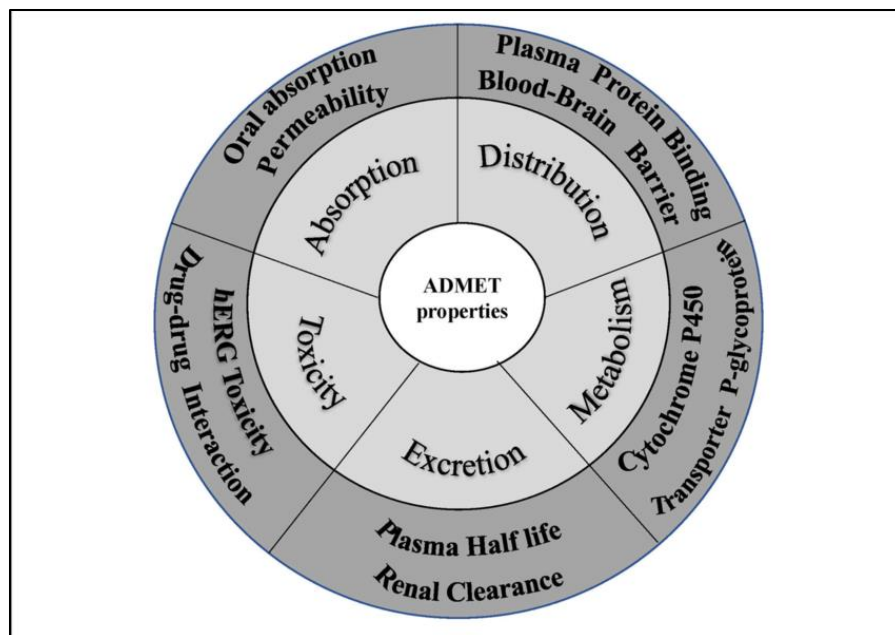 ADMET
properties
Absorption
Oral absorption
Permeability
Distribution
Plasma Protein Binding
Blood-Brain Barrier
Metabolism
Cytochrome P450
Transporter P-glycoprotein
Excretion
Plasma Half life
Renal Clearance
Toxicity
hERG Toxicity
Drug-drug Interaction